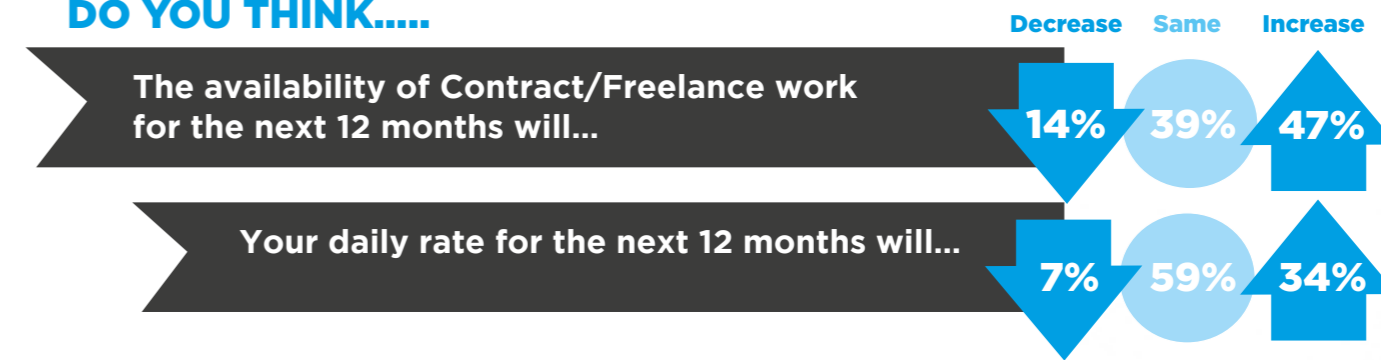 DO YOU THINK.....
Decrease Same Increase
The availability of Contract/Freelance work
for the next 12 months will...
14% 39% 47%
Your daily rate for the next 12 months will...
7% 59% 34%